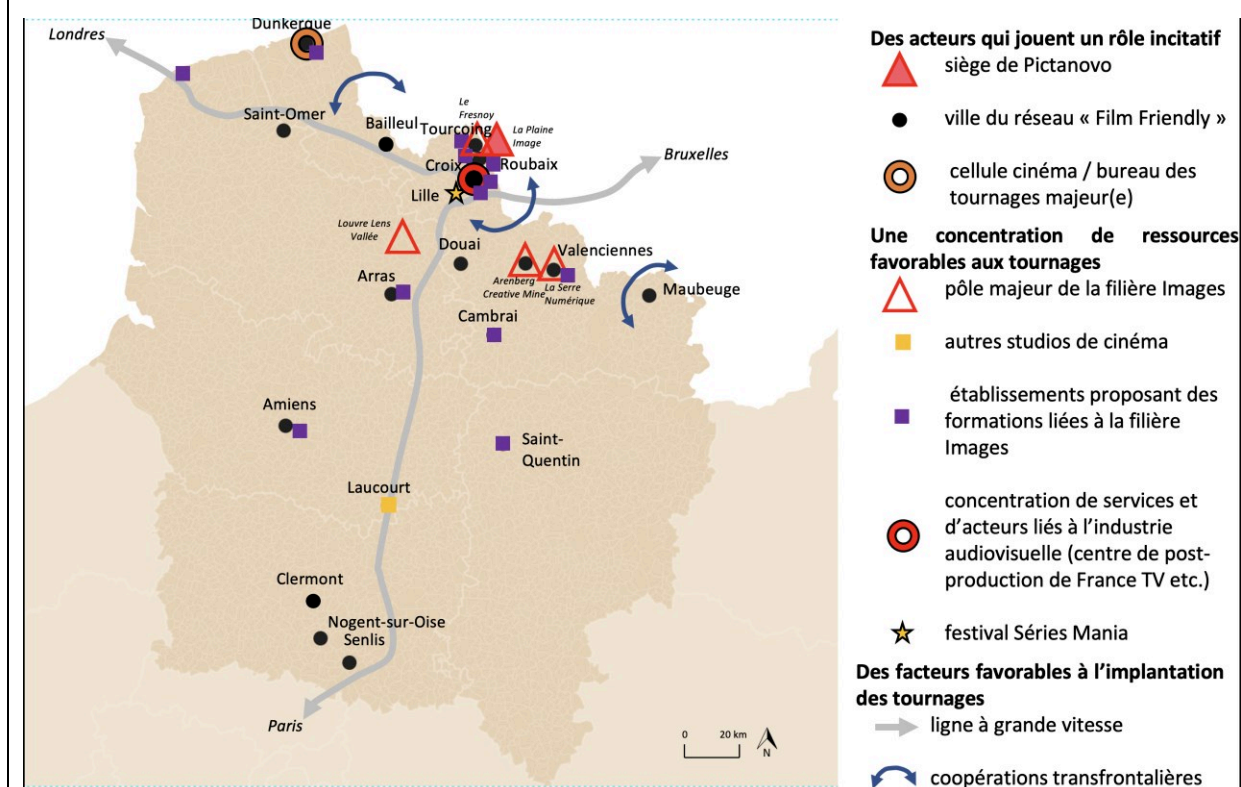 Dunkerque
Londres
Saint-Omer
Bailleul
Le
Fresnoy
Tourcoing
La Plaine
Image
Croix
Roubaix
Bruxelles
Lille
Louvre Lens
Vallée
Douai
Valenciennes
Arras
Arenberg
Creative Mine
La Serre
Numérique
Maubeuge
Cambrai
Amiens
Saint-
Quentin
Laucourt
Clermont
Nogent-sur-Oise
Senlis
Paris
0 20 km
N
Des acteurs qui jouent un rôle incitatif
siège de Pictanovo
ville du réseau « Film Friendly »
cellule cinéma / bureau des
tournages majeur(e)
Une concentration de ressources
favorables aux tournages
pôle majeur de la filière Images
autres studios de cinéma
établissements proposant des
formations liées à la filière
Images
concentration de services et
d’acteurs liés à l’industrie
audiovisuelle (centre de post-
production de France TV etc.)
festival Séries Mania
Des facteurs favorables à l’implantation
des tournages
ligne à grande vitesse
coopérations transfrontalières